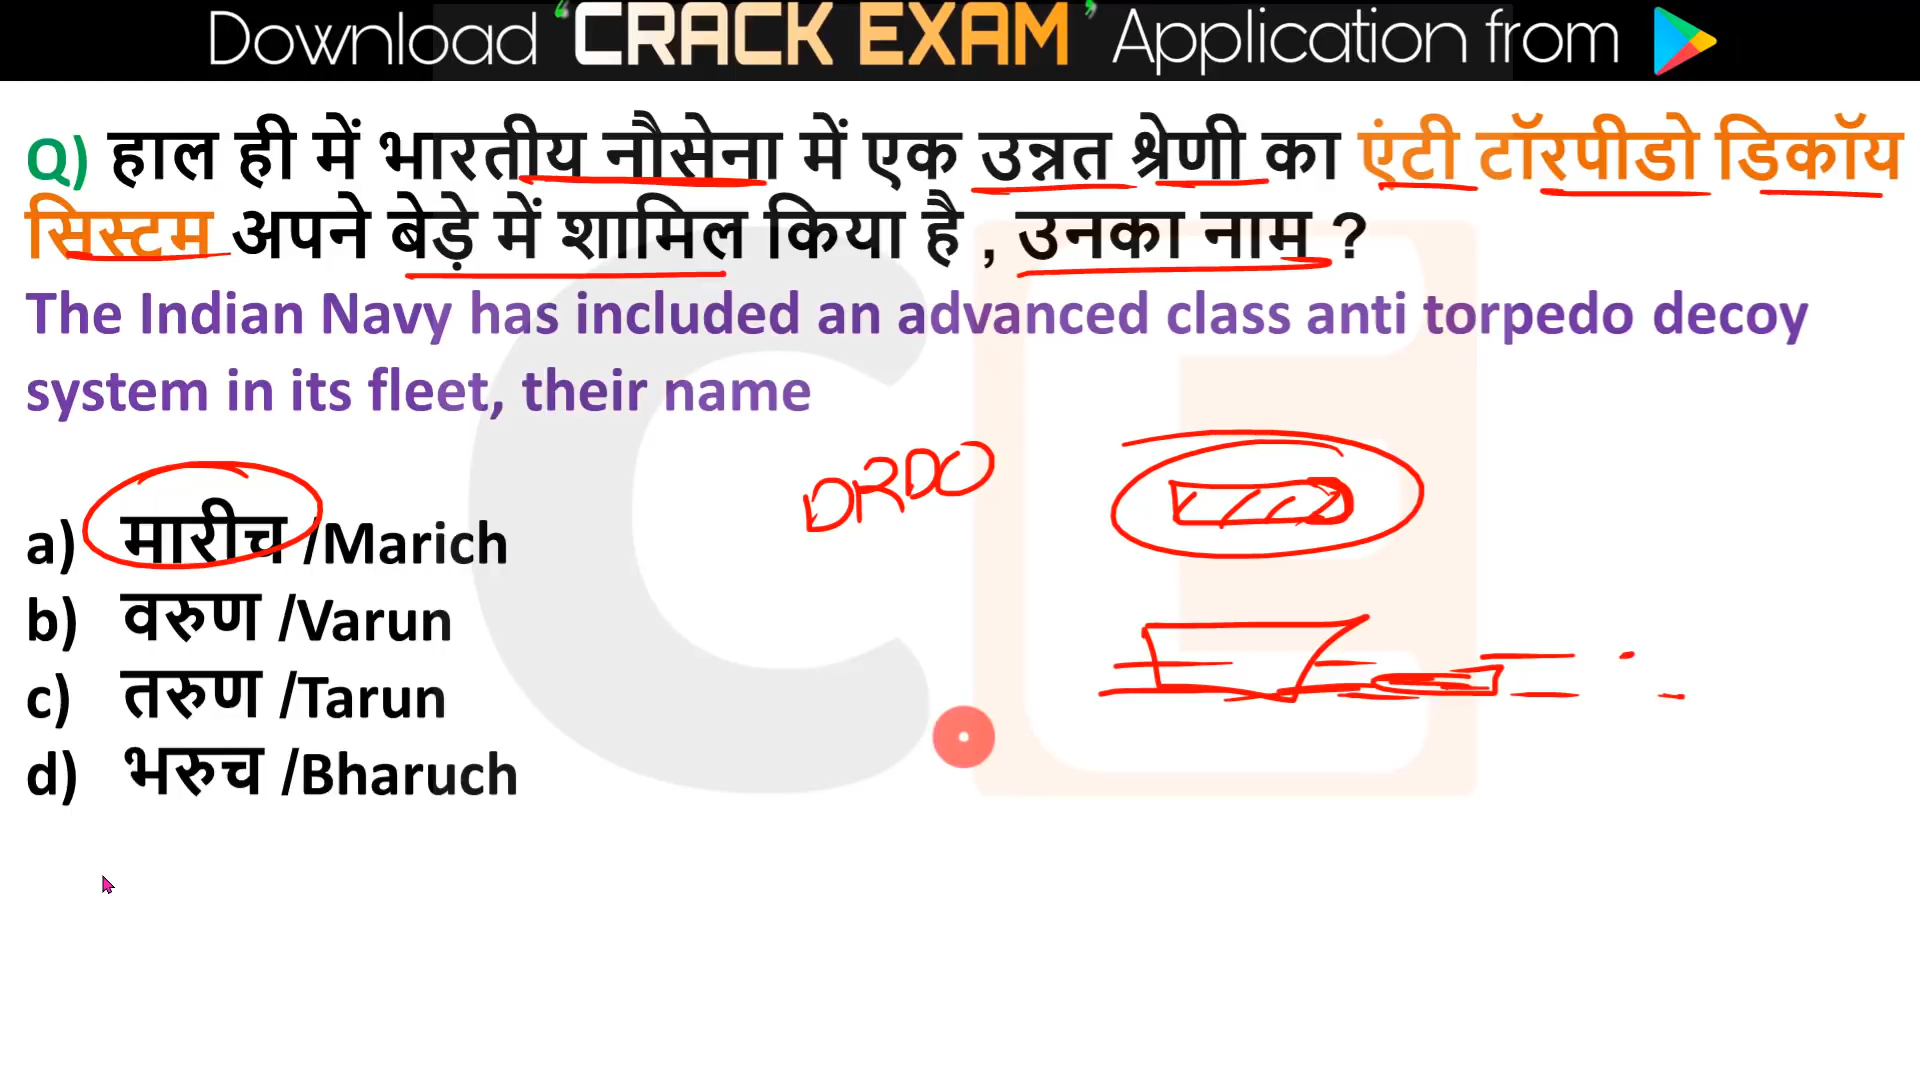 Download ‘CRACK EXAM’ Application from
Q) हाल ही में भारतीय नौसेना में एक उन्नत श्रेणी का एंटी टॉरपीडो डिकॉय
सिस्टम अपने बेड़े में शामिल किया है , उनका नाम ?
The Indian Navy has included an advanced class anti torpedo decoy
system in its fleet, their name
DRDO
a) मारीच /Marich
b) वरुण /Varun
c) तरुण /Tarun
d) भरुच /Bharuch
C.E